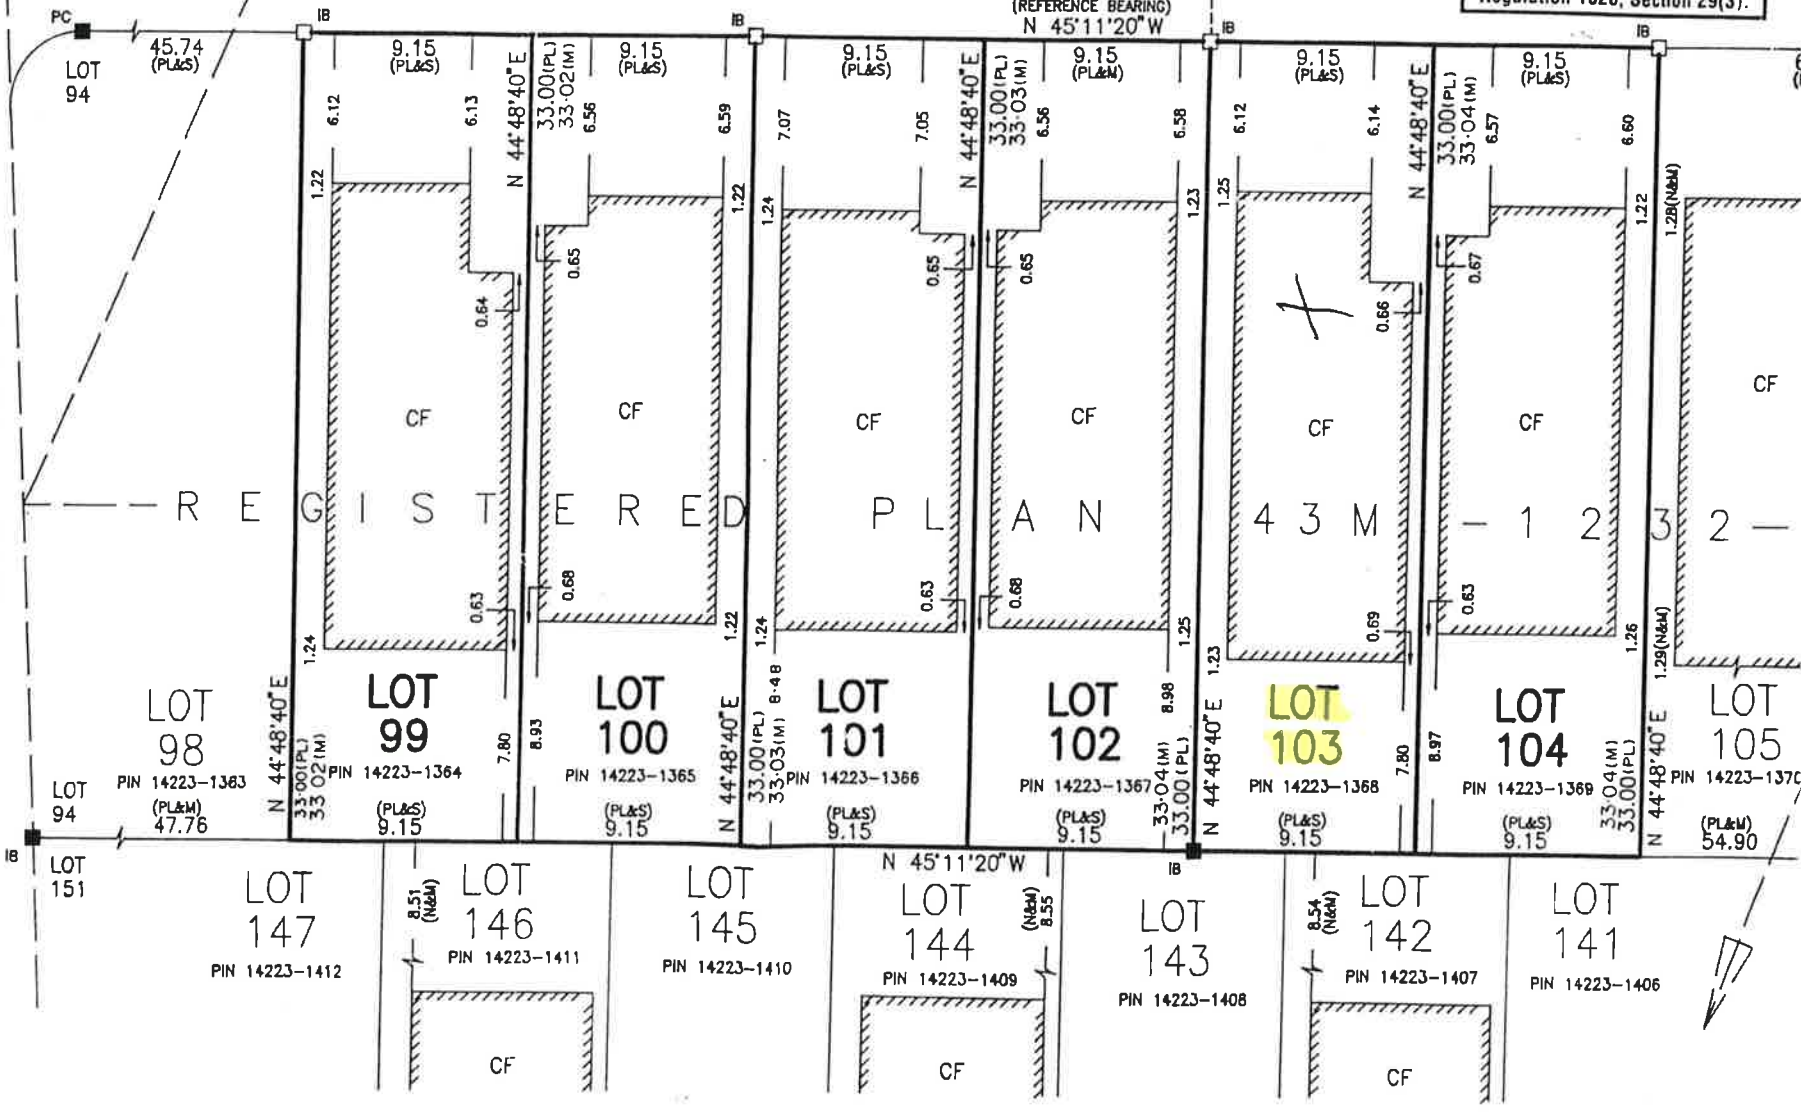 (REFERENCE BEARING)
N 45°11'20" W
Regulation 1026, Section 29(3).
PC
IB
IB
IB
IB
45.74
(PL&S)
LOT
94
9.15
(PL&S)
9.15
(PL&S)
9.15
(PL&S)
9.15
(PL&M)
9.15
(PL&S)
9.15
(PL&S)
6.12
6.13
N 44°48'40" E
33.00(PL)
33.02(M)
6.56
6.59
7.07
7.05
N 44°48'40" E
33.00(PL)
33.03(M)
6.56
6.58
6.12
6.14
N 44°48'40" E
33.00(PL)
33.04(M)
6.57
6.60
1.22
1.22
1.24
1.23
1.25
1.22
1.28(N&M)
0.64
0.65
0.65
0.65
0.66
0.67
CF
CF
CF
CF
CF
CF
CF
REGISTERED PLAN 43M-1232-
0.63
0.68
0.63
0.68
0.69
0.63
1.24
1.22
1.24
1.25
1.23
1.26
1.29(N&M)
LOT
98
PIN 14223-1363
(PL&M)
47.76
N 44°48'40" E
33.00(PL)
33.02(M)
LOT
99
PIN 14223-1364
(PL&S)
9.15
7.80
8.93
LOT
100
PIN 14223-1365
(PL&S)
9.15
N 44°48'40" E
33.00(PL)
33.03(M)
8.48
LOT
101
PIN 14223-1366
LOT
102
PIN 14223-1367
(PL&S)
9.15
8.98
33.04(M)
33.00(PL)
N 44°48'40" E
LOT
103
PIN 14223-1368
(PL&S)
9.15
7.80
8.97
LOT
104
PIN 14223-1369
(PL&S)
9.15
33.04(M)
33.00(PL)
N 44°48'40" E
LOT
105
PIN 14223-1370
(PL&M)
54.90
LOT
94
IB
LOT
151
N 45°11'20" W
IB
LOT
147
PIN 14223-1412
8.51
(N&M)
LOT
146
PIN 14223-1411
LOT
145
PIN 14223-1410
LOT
144
PIN 14223-1409
(N&M)
8.55
LOT
143
PIN 14223-1408
8.54
(N&M)
LOT
142
PIN 14223-1407
LOT
141
PIN 14223-1406
CF
CF
CF